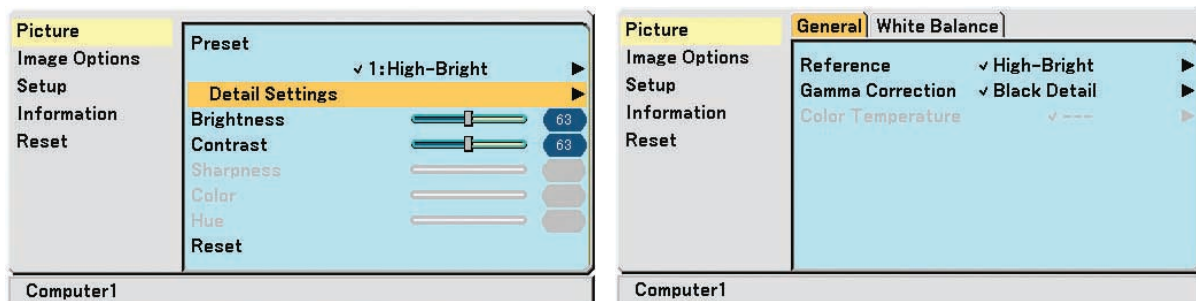 Picture
Image Options
Setup
Information
Reset
Preset
✓ 1:High-Bright ▶
Detail Settings ▶
Brightness 63
Contrast 63
Sharpness
Color
Hue
Reset
Computer1
Picture
Image Options
Setup
Information
Reset
General White Balance
Reference ✓ High-Bright ▶
Gamma Correction ✓ Black Detail ▶
Color Temperature ✓ --- ▶
Computer1